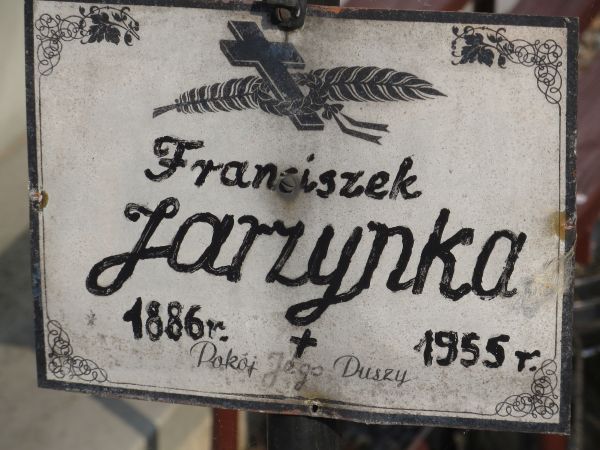 Franciszek
Jarzynka
1886r. + 1955r.
Pokój Jego Duszy